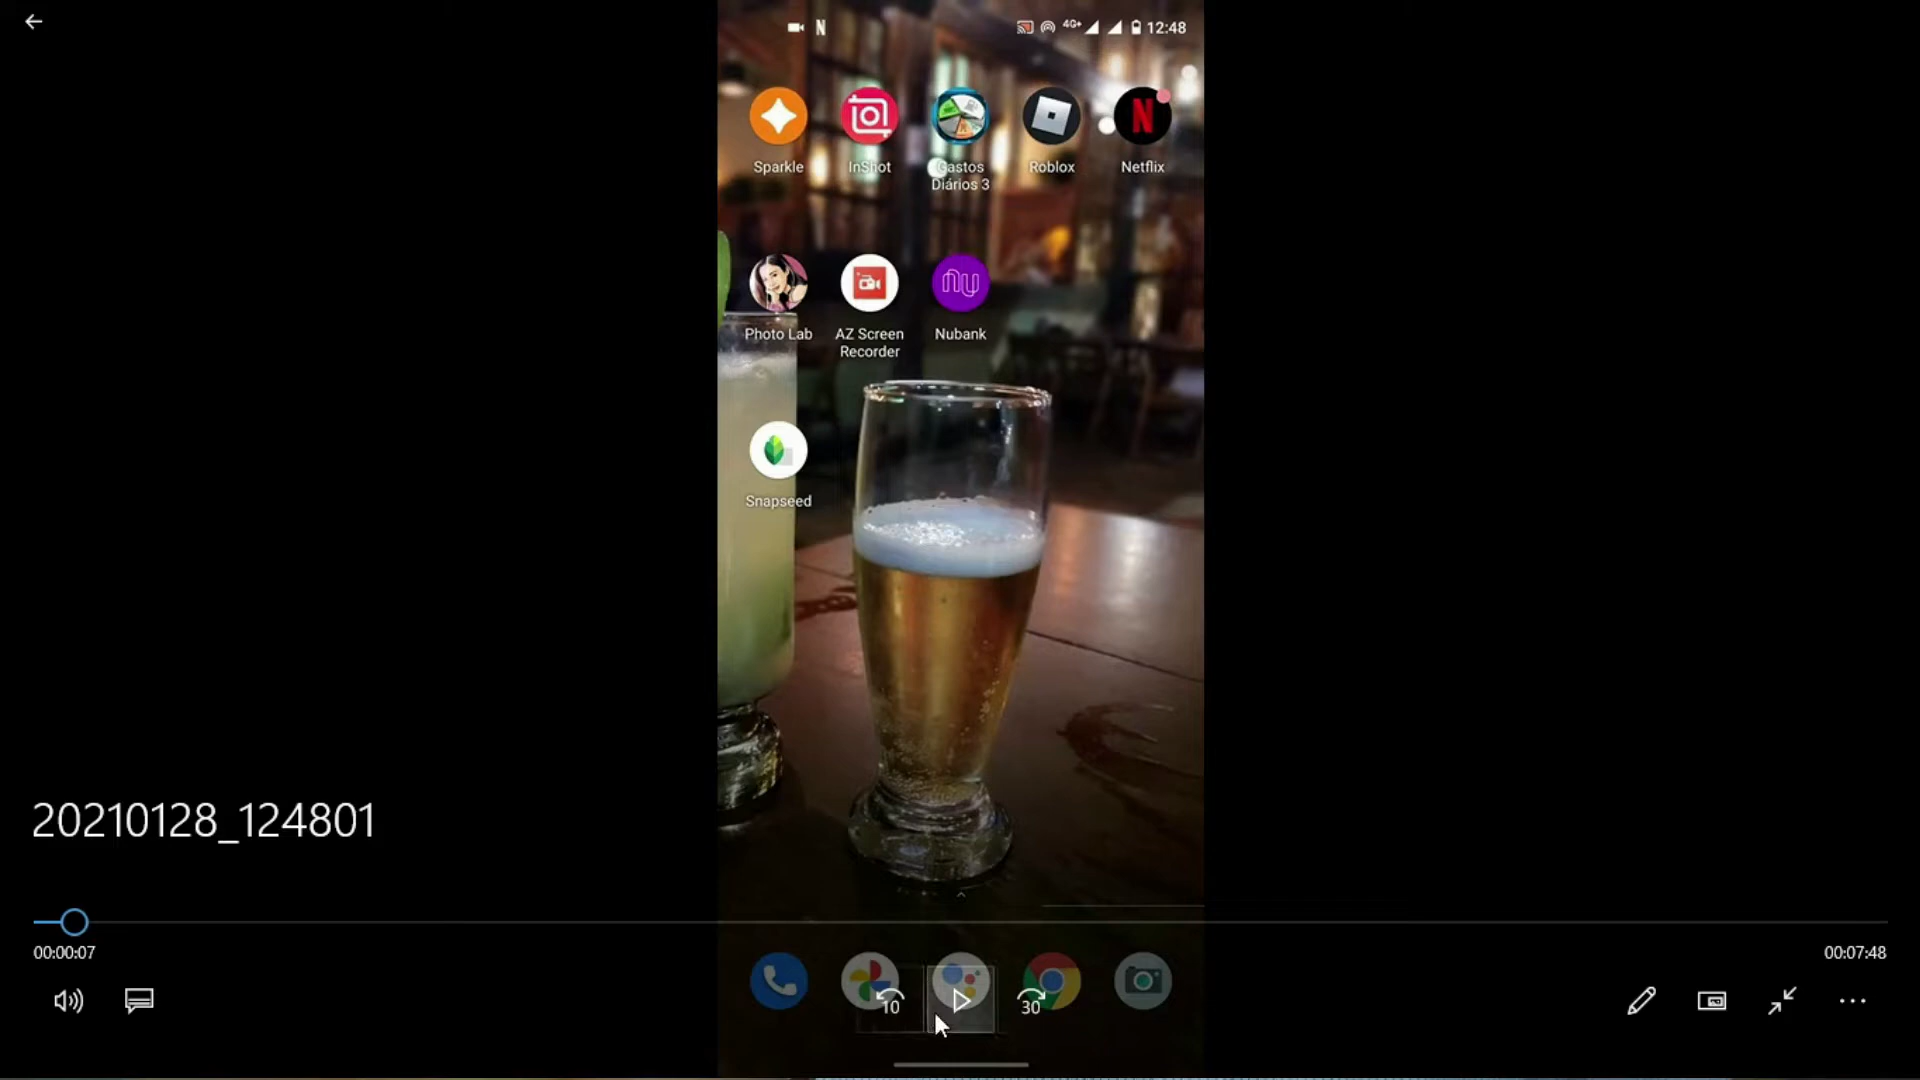 4G+ 12:48
Sparkle InShot Gastos Roblox Netflix
Diários 3
Photo Lab AZ Screen Nubank
Recorder
Snapseed
20210128_124801
00:00:07 00:07:48
10 30